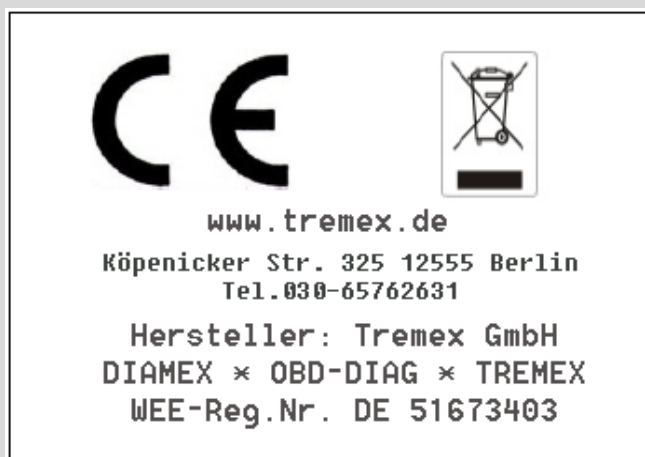 CE
www.tremex.de
Köpenicker Str. 325 12555 Berlin
Tel.030-65762631
Hersteller: Tremex GmbH
DIAMEX * OBD-DIAG * TREMEX
WEE-Reg.Nr. DE 51673403